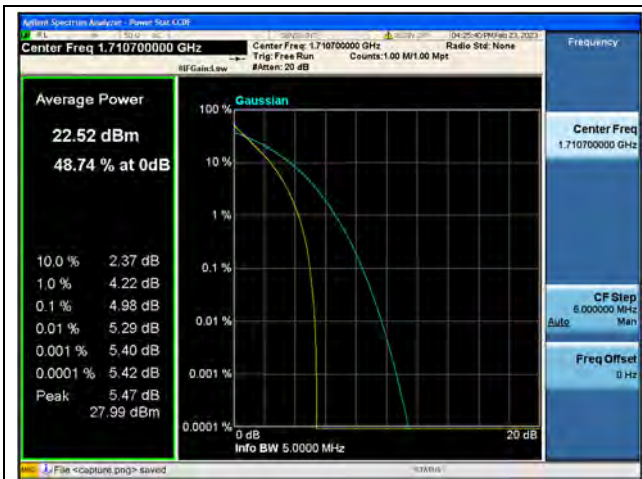 Agilent Spectrum Analyzer - Power Stat CCDF
RL
50 Ω
04:25:40 PM Feb 23, 2023
Center Freq 1.710700000 GHz
Center Freq: 1.710700000 GHz
Radio Std: None
Trig: Free Run
Counts:1.00 M/1.00 Mpt
#IFGain:Low
#Atten: 20 dB
Frequency
Average Power
22.52 dBm
48.74 % at 0dB
10.0 % 2.37 dB
1.0 % 4.22 dB
0.1 % 4.98 dB
0.01 % 5.29 dB
0.001 % 5.40 dB
0.0001 % 5.42 dB
Peak 5.47 dB
27.99 dBm
Gaussian
100 %
10 %
1 %
0.1 %
0.01 %
0.001 %
0.0001 %
0 dB
20 dB
Info BW 5.0000 MHz
Center Freq
1.710700000 GHz
CF Step
5.000000 MHz
Auto Man
Freq Offset
0 Hz
MSG
File <capture.png> saved
STATUS